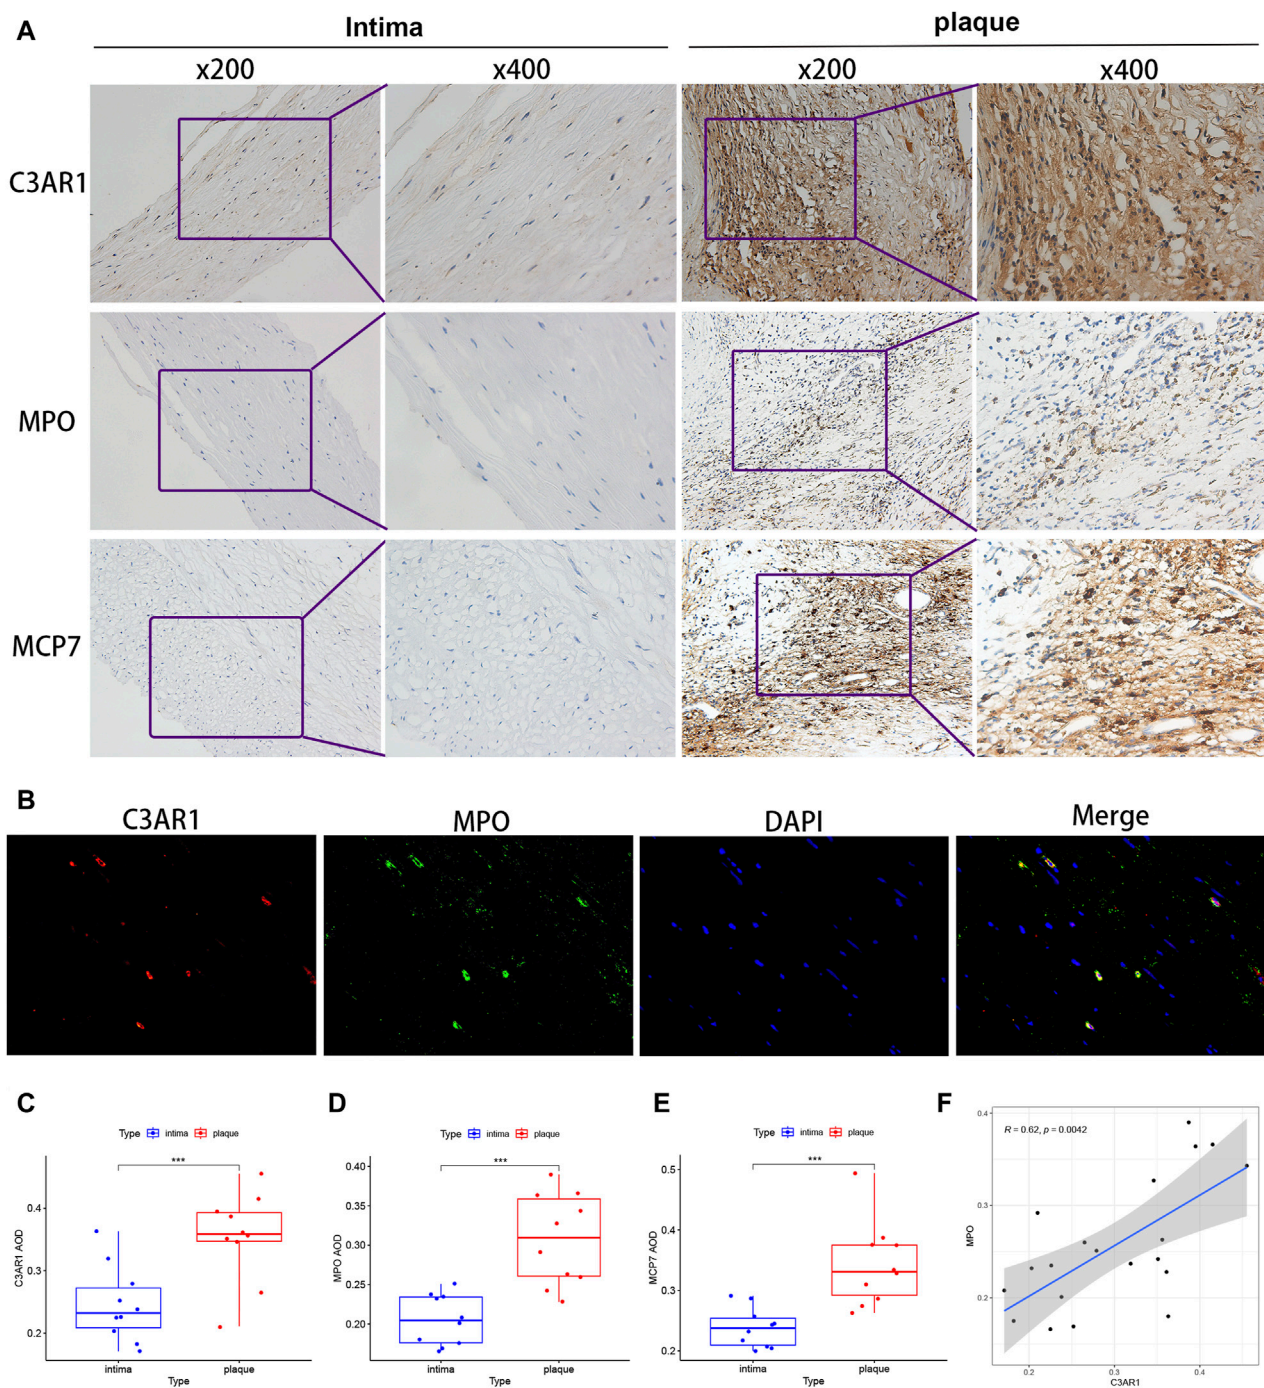 A
Intima
plaque
x200
x400
x200
x400
C3AR1
MPO
MCP7
B
C3AR1
MPO
DAPI
Merge
C
Type intima plaque
***
C3AR1 AOD
0.4
0.3
0.2
intima
plaque
Type
D
Type intima plaque
***
MPO AOD
0.40
0.35
0.30
0.25
0.20
intima
plaque
Type
E
Type intima plaque
***
MCP7 AOD
0.5
0.4
0.3
0.2
intima
plaque
Type
F
R = 0.62, p = 0.0042
MPO
0.4
0.3
0.2
0.2
0.3
0.4
C3AR1